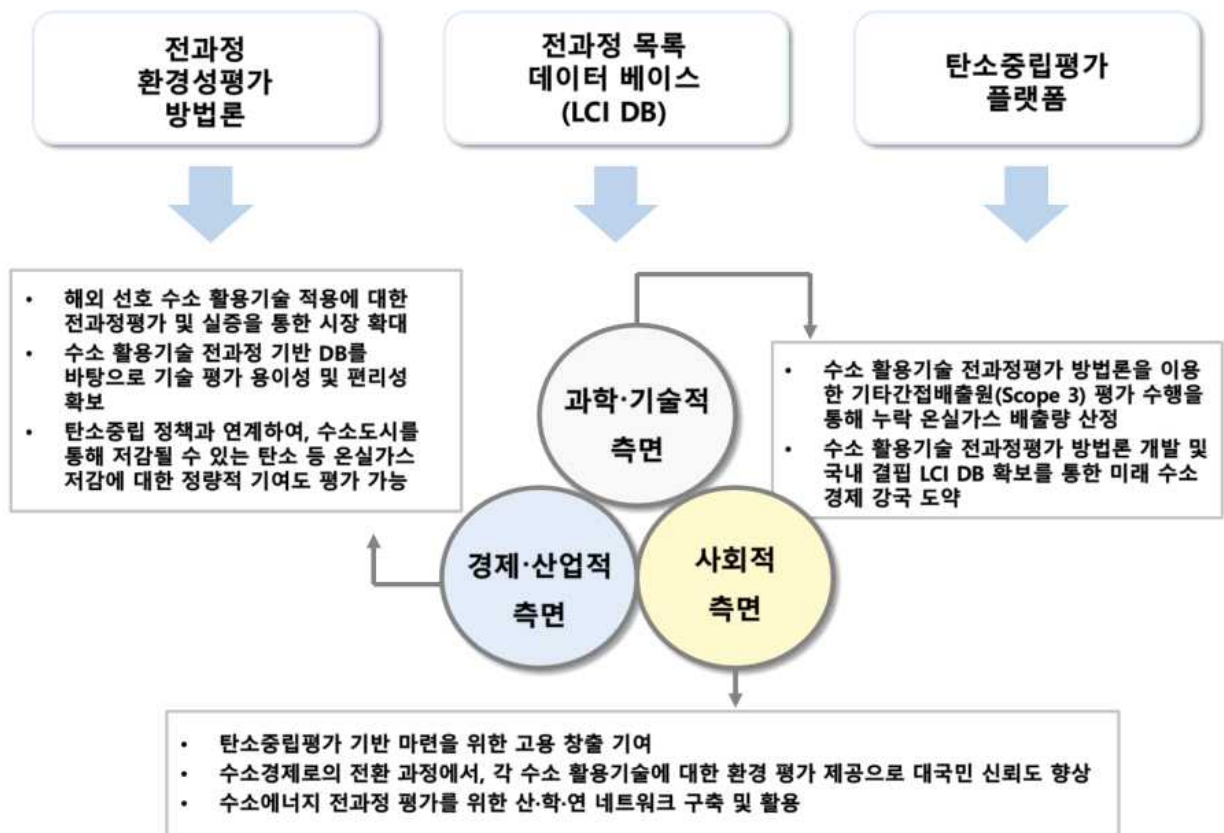 전과정
환경성평가
방법론
전과정 목록
데이터 베이스
(LCI DB)
탄소중립평가
플랫폼
• 해외 선호 수소 활용기술 적용에 대한
전과정평가 및 실증을 통한 시장 확대
• 수소 활용기술 전과정 기반 DB를
바탕으로 기술 평가 용이성 및 편리성
확보
• 탄소중립 정책과 연계하여, 수소도시를
통해 저감될 수 있는 탄소 등 온실가스
저감에 대한 정량적 기여도 평가 가능
과학·기술적
측면
• 수소 활용기술 전과정평가 방법론을 이용
한 기타간접배출원(Scope 3) 평가 수행을
통해 누락 온실가스 배출량 산정
• 수소 활용기술 전과정평가 방법론 개발 및
국내 결핍 LCI DB 확보를 통한 미래 수소
경제 강국 도약
경제·산업적
측면
사회적
측면
• 탄소중립평가 기반 마련을 위한 고용 창출 기여
• 수소경제로의 전환 과정에서, 각 수소 활용기술에 대한 환경 평가 제공으로 대국민 신뢰도 향상
• 수소에너지 전과정 평가를 위한 산·학·연 네트워크 구축 및 활용